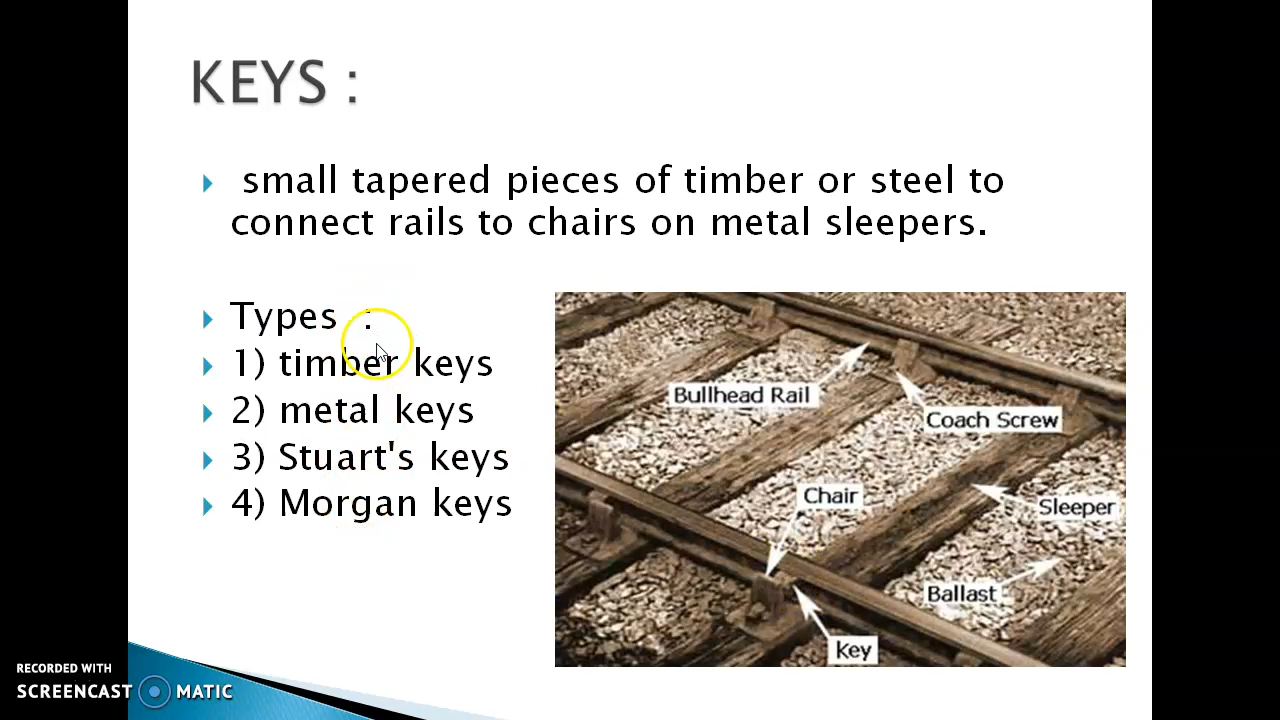 KEYS :
small tapered pieces of timber or steel to
connect rails to chairs on metal sleepers.
Types :
1) timber keys
2) metal keys
3) Stuart's keys
4) Morgan keys
Bullhead Rail
Coach Screw
Chair
Sleeper
Ballast
Key
RECORDED WITH
SCREENCAST MATIC